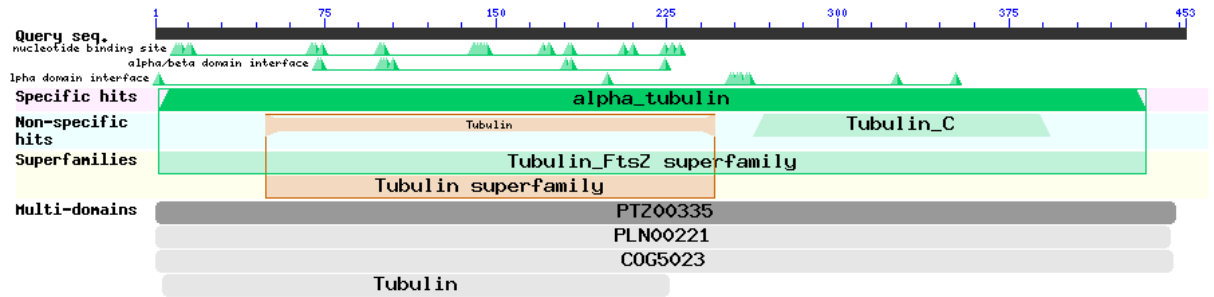 1 75 150 225 300 375 453
Query seq.
nucleotide binding site
alpha/beta domain interface
lpha domain interface
Specific hits alpha_tubulin
Non-specific hits Tubulin Tubulin_C
Superfamilies Tubulin_FtsZ superfamily
Tubulin superfamily
Multi-domains PTZ00335
PLN00221
COG5023
Tubulin